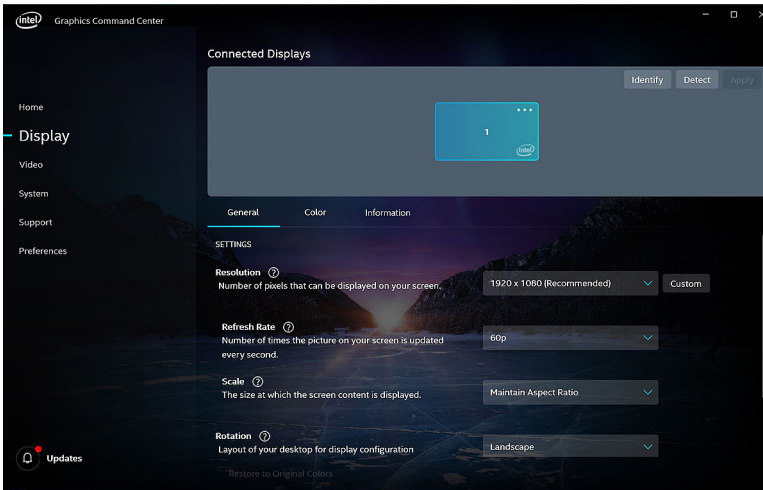 intel Graphics Command Center
Connected Displays
Identify Detect Apply
Home
1
intel
Display
Video
System
Support
Preferences
General Color Information
SETTINGS
Resolution ?
Number of pixels that can be displayed on your screen.
1920 x 1080 (Recommended) Custom
Refresh Rate ?
Number of times the picture on your screen is updated
every second.
60p
Scale ?
The size at which the screen content is displayed.
Maintain Aspect Ratio
Rotation ?
Layout of your desktop for display configuration
Landscape
Updates
Restore to Original Colors